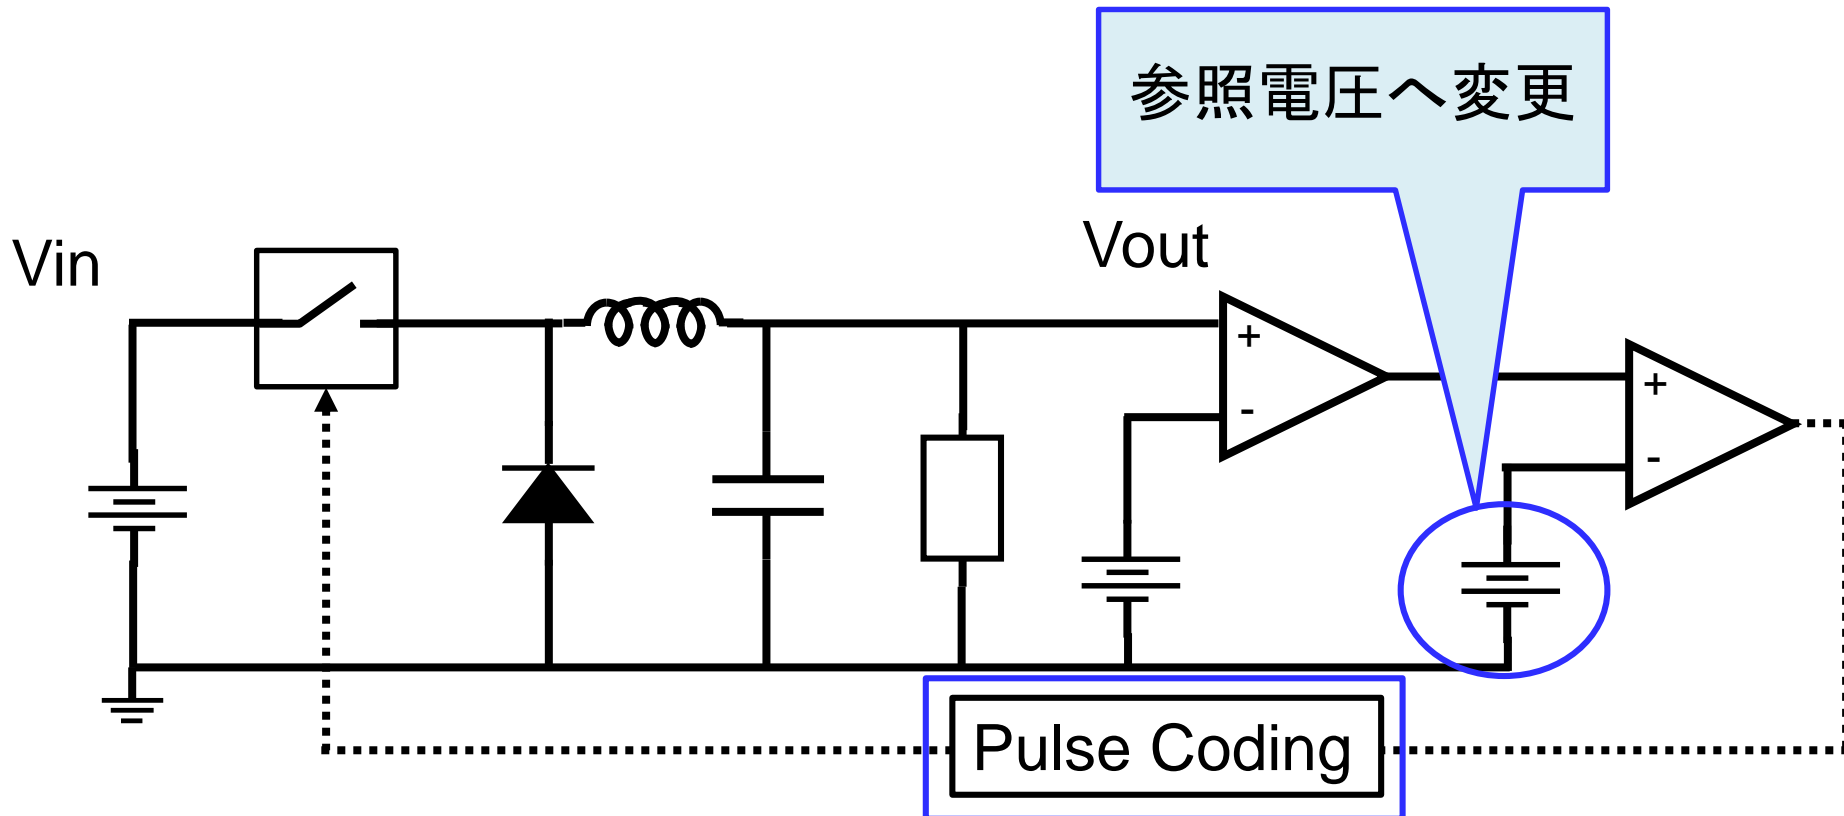 参照電圧へ変更
Vin
Vout
+
-
+
-
Pulse Coding